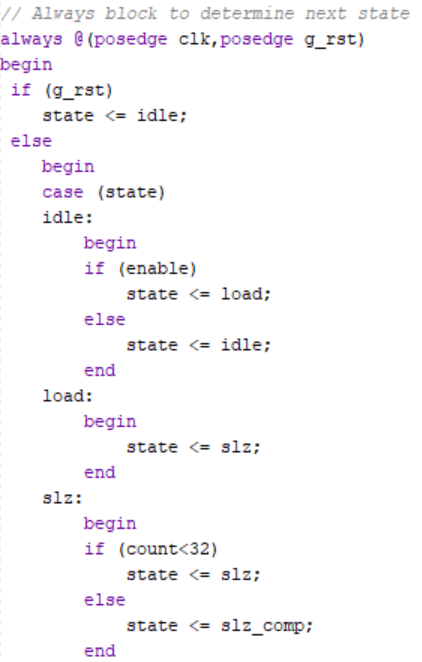 // Always block to determine next state
always @(posedge clk,posedge g_rst)
begin
if (g_rst)
state <= idle;
else
begin
case (state)
idle:
begin
if (enable)
state <= load;
else
state <= idle;
end
load:
begin
state <= slz;
end
slz:
begin
if (count<32)
state <= slz;
else
state <= slz_comp;
end